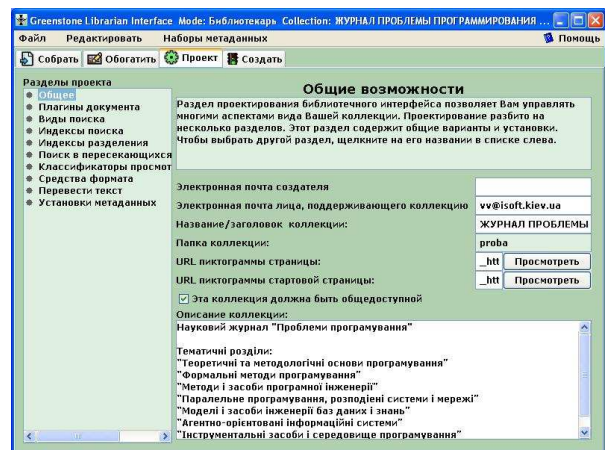 Greenstone Librarian Interface Mode: Библиотекарь Collection: ЖУРНАЛ ПРОБЛЕМЫ ПРОГРАММИРОВАНИЯ ...
Файл Редактировать Наборы метаданных Помощь
Собрать Обогатить Проект Создать
Разделы проекта
Общее
Плагины документа
Виды поиска
Индексы поиска
Индексы разделения
Поиск в пересекающихся
Классификаторы просмот
Средства формата
Перевести текст
Установки метаданных
Общие возможности
Раздел проектирования библиотечного интерфейса позволяет Вам управлять
многими аспектами вида Вашей коллекции. Проектирование разбито на
несколько разделов. Этот раздел содержит общие варианты и установки.
Чтобы выбрать другой раздел, щелкните на его названии в списке слева.
Электронная почта создателя
Электронная почта лица, поддерживающего коллекцию vv@isoft.kiev.ua
Название/заголовок коллекции: ЖУРНАЛ ПРОБЛЕМЫ
Папка коллекции: proba
URL пиктограммы страницы: _htt Просмотреть
URL пиктограммы стартовой страницы: _htt Просмотреть
Эта коллекция должна быть общедоступной
Описание коллекции:
Науковий журнал "Проблеми програмування"
Тематичні розділи:
"Теоретичні та методологічні основи програмування"
"Формальні методи програмування"
"Методи і засоби програмної інженерії"
"Паралельне програмування, розподіені системи і мережі"
"Моделі і засоби інженерії баз даних і знань"
"Агентно-орієнтовані інформаційні системи"
"Інструментальні засоби і середовище програмування"